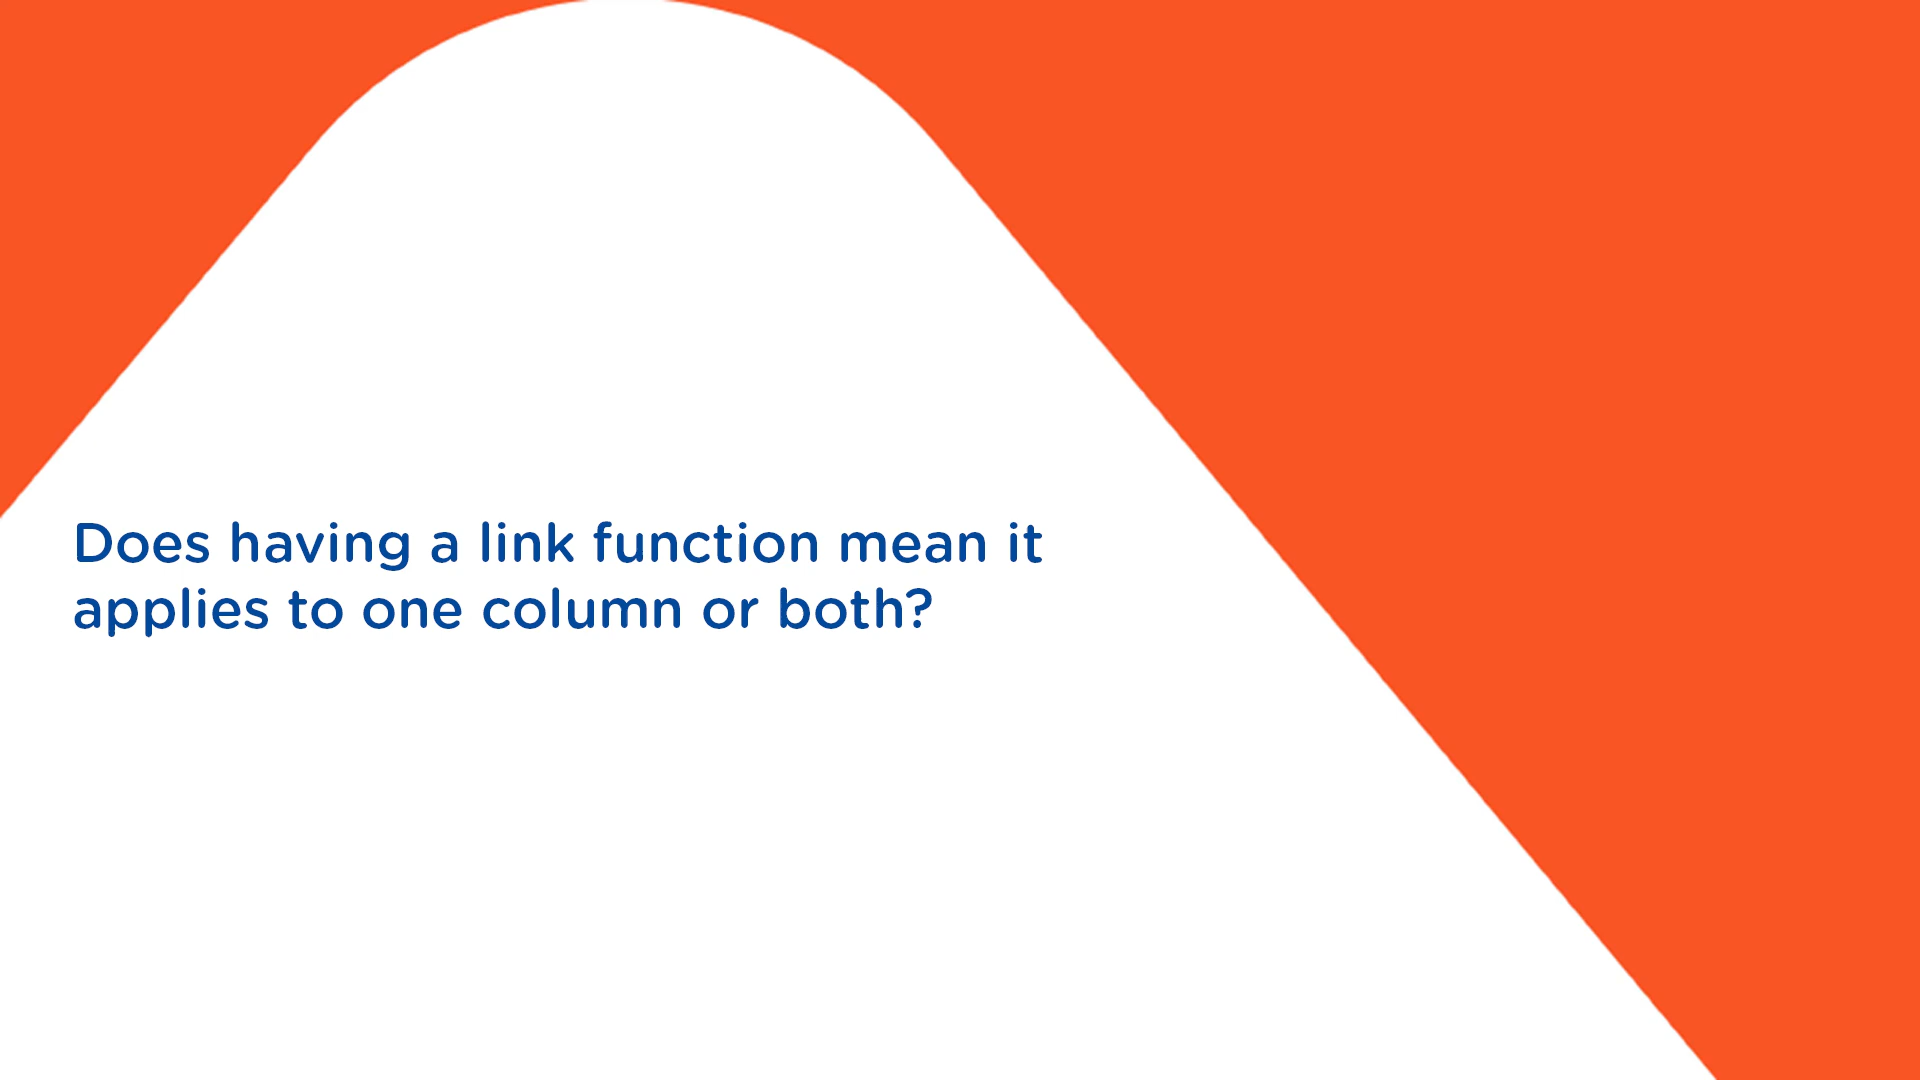 Does having a link function mean it
applies to one column or both?